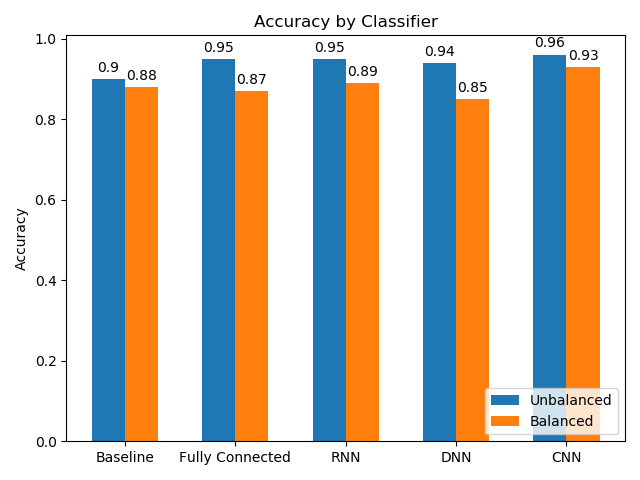 Accuracy by Classifier
Accuracy
1.0
0.8
0.6
0.4
0.2
0.0
0.9
0.88
0.95
0.87
0.95
0.89
0.94
0.85
0.96
0.93
Baseline
Fully Connected
RNN
DNN
CNN
Unbalanced
Balanced